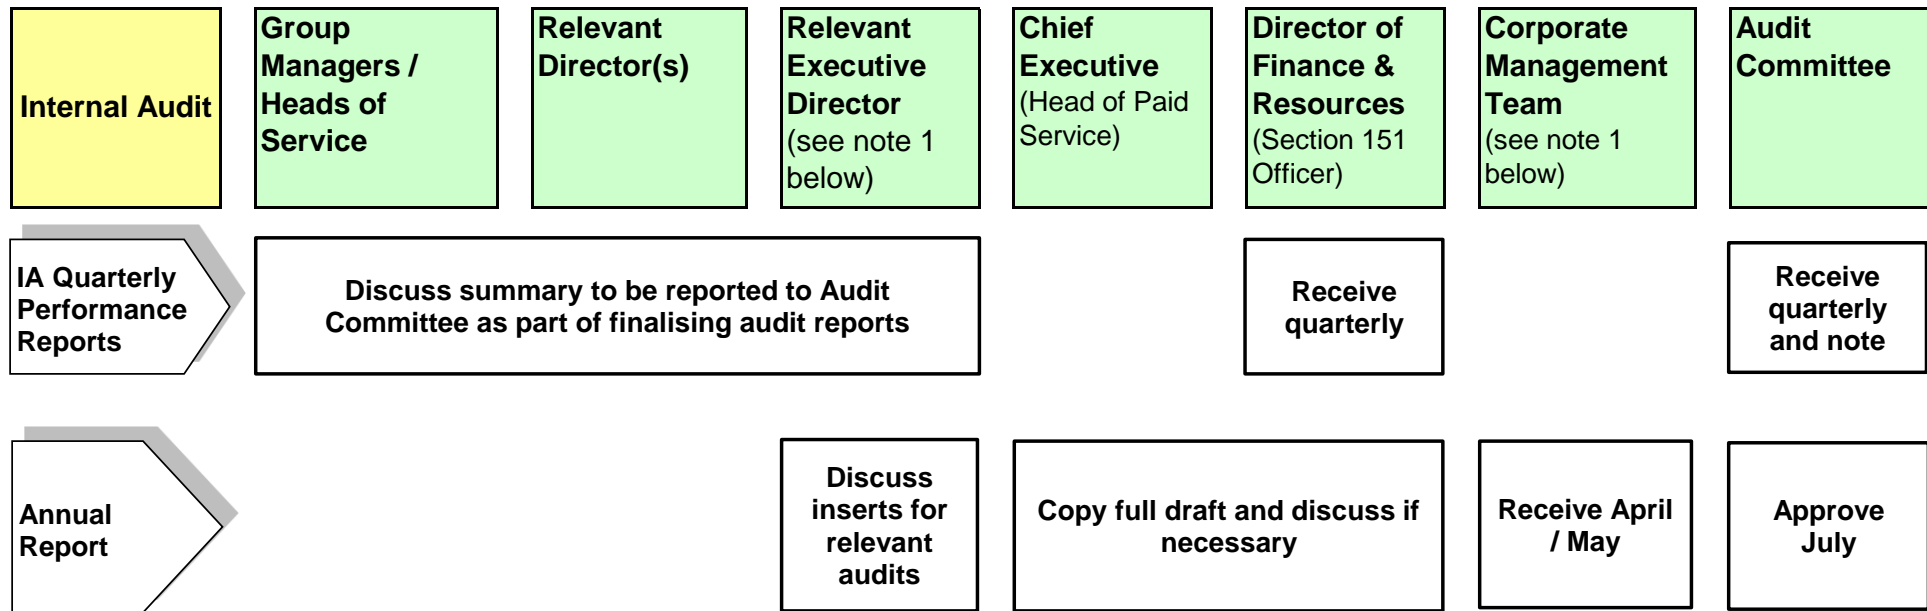 Internal Audit
Group
Managers /
Heads of
Service
Relevant
Director(s)
Relevant
Executive
Director
(see note 1
below)
Chief
Executive
(Head of Paid
Service)
Director of
Finance &
Resources
(Section 151
Officer)
Corporate
Management
Team
(see note 1
below)
Audit
Committee
IA Quarterly
Performance
Reports
Discuss summary to be reported to Audit
Committee as part of finalising audit reports
Receive
quarterly
Receive
quarterly
and note
Annual
Report
Discuss
inserts for
relevant
audits
Copy full draft and discuss if
necessary
Receive April
/ May
Approve
July